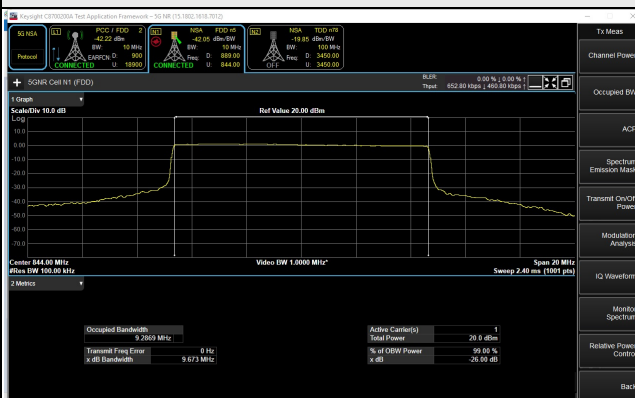 Keysight C8700200A Test Application Framework – 5G NR (15.1802.1818.7012)
5G NSA
Protocol
L1
PCC / FDD 2
-42.22 dBm
BW: 10 MHz
EARFCN: D: 900
CONNECTED U: 18900
N1
NSA FDD n5
-42.05 dBm/BW
BW: 10 MHz
Freq: D: 889.00
CONNECTED U: 844.00
N2
NSA TDD n78
-19.85 dBm/BW
BW: 100 MHz
Freq: D: 3450.00
OFF U: 3450.00
Tx Meas
Channel Power
Occupied BW
ACP
Spectrum
Emission Mask
Transmit On/Of
Power
Modulation
Analysis
IQ Waveform
Monitor
Spectrum
Relative Power
Control
Back
+ 5GNR Cell N1 (FDD)
BLER: 0.00 % ↓ 0.00 % ↑
Thput: 652.80 kbps ↓ 460.80 kbps ↑
1 Graph
Scale/Div 10.0 dB
Ref Value 20.00 dBm
Log
10.0
0.00
-10.0
-20.0
-30.0
-40.0
-50.0
-60.0
-70.0
Center 844.00 MHz
Video BW 1.0000 MHz*
Span 20 MHz
#Res BW 100.00 kHz
Sweep 2.40 ms (1001 pts)
2 Metrics
Occupied Bandwidth
9.2869 MHz
Transmit Freq Error 0 Hz
x dB Bandwidth 9.673 MHz
Active Carrier(s) 1
Total Power 20.0 dBm
% of OBW Power 99.00 %
x dB -26.00 dB